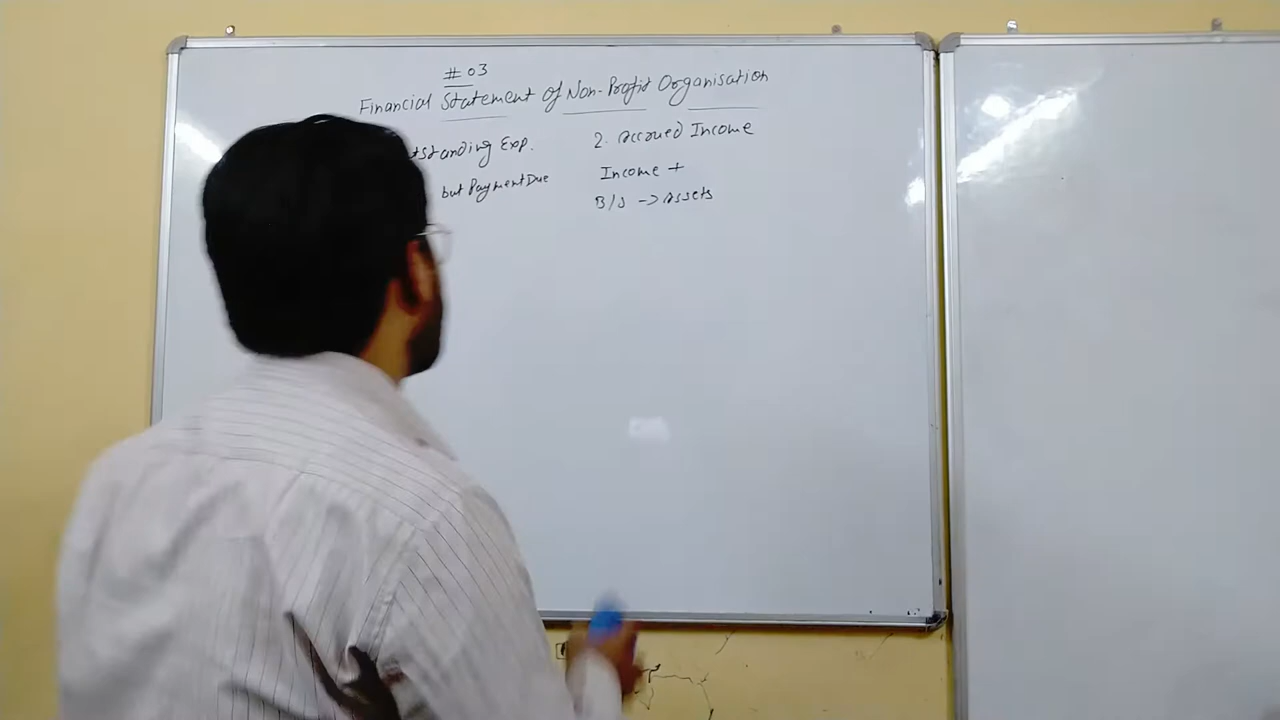 # 03
Financial Statement Of Non-Profit Organisation
tstanding Exp.
but Payment Due
2. Accrued Income
Income +
B/S -> Assets